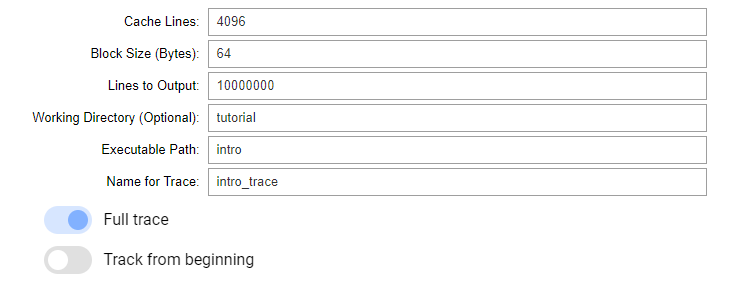 Cache Lines: 4096
Block Size (Bytes): 64
Lines to Output: 10000000
Working Directory (Optional): tutorial
Executable Path: intro
Name for Trace: intro_trace
Full trace
Track from beginning